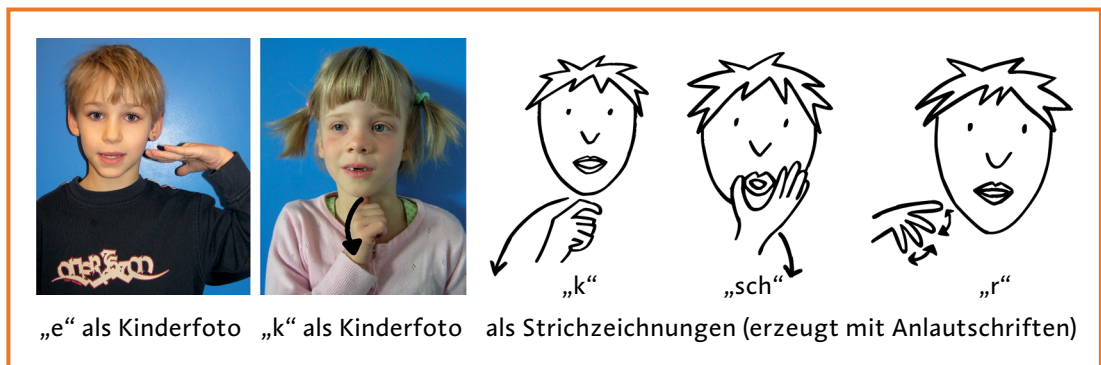 „k“
„sch“
„r“
„e“ als Kinderfoto
„k“ als Kinderfoto
als Strichzeichnungen (erzeugt mit Anlautschriften)